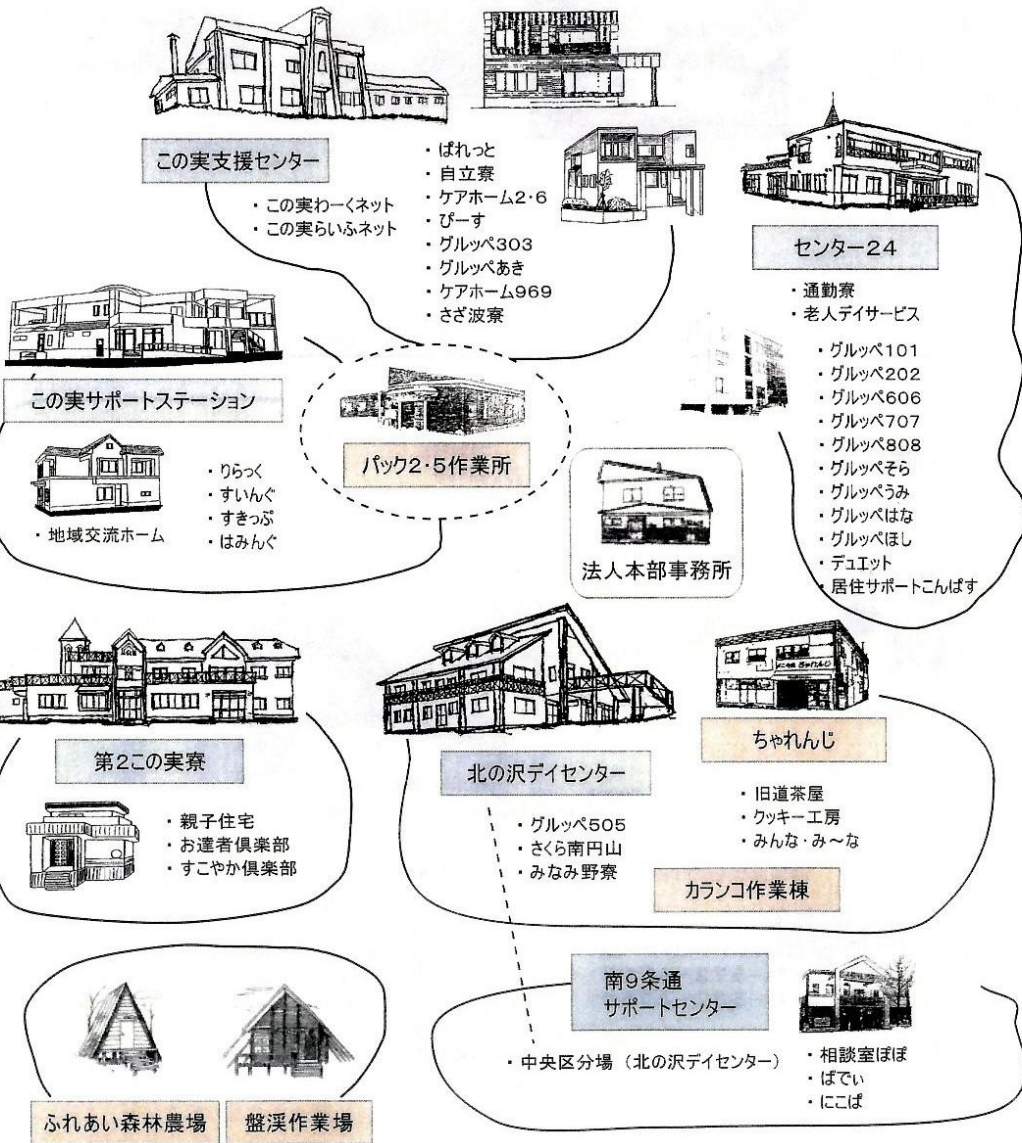 この実支援センター
・この実わーくネット
・この実らいふネット
・ぱれっと
・自立寮
・ケアホーム2・6
・ぴーす
・グルッペ303
・グルッペあき
・ケアホーム969
・さざ波寮
センター24
・通勤寮
・老人デイサービス
・グルッペ101
・グルッペ202
・グルッペ606
・グルッペ707
・グルッペ808
・グルッペそら
・グルッペうみ
・グルッペはな
・グルッペほし
・デュエット
・居住サポートこんぱす
この実サポートステーション
・地域交流ホーム
・りらっく
・すいんぐ
・すきっぷ
・はみんぐ
パック2・5作業所
法人本部事務所
第2この実寮
・親子住宅
・お達者倶楽部
・すこやか倶楽部
北の沢デイセンター
・グルッペ505
・さくら南円山
・みなみ野寮
ちゃれんじ
ちゃれんじ
・旧道茶屋
・クッキー工房
・みんな・み～な
カランコ作業棟
南9条通
サポートセンター
・中央区分場（北の沢デイセンター）
・相談室ぽぽ
・ばでぃ
・にこぱ
ふれあい森林農場
盤渓作業場